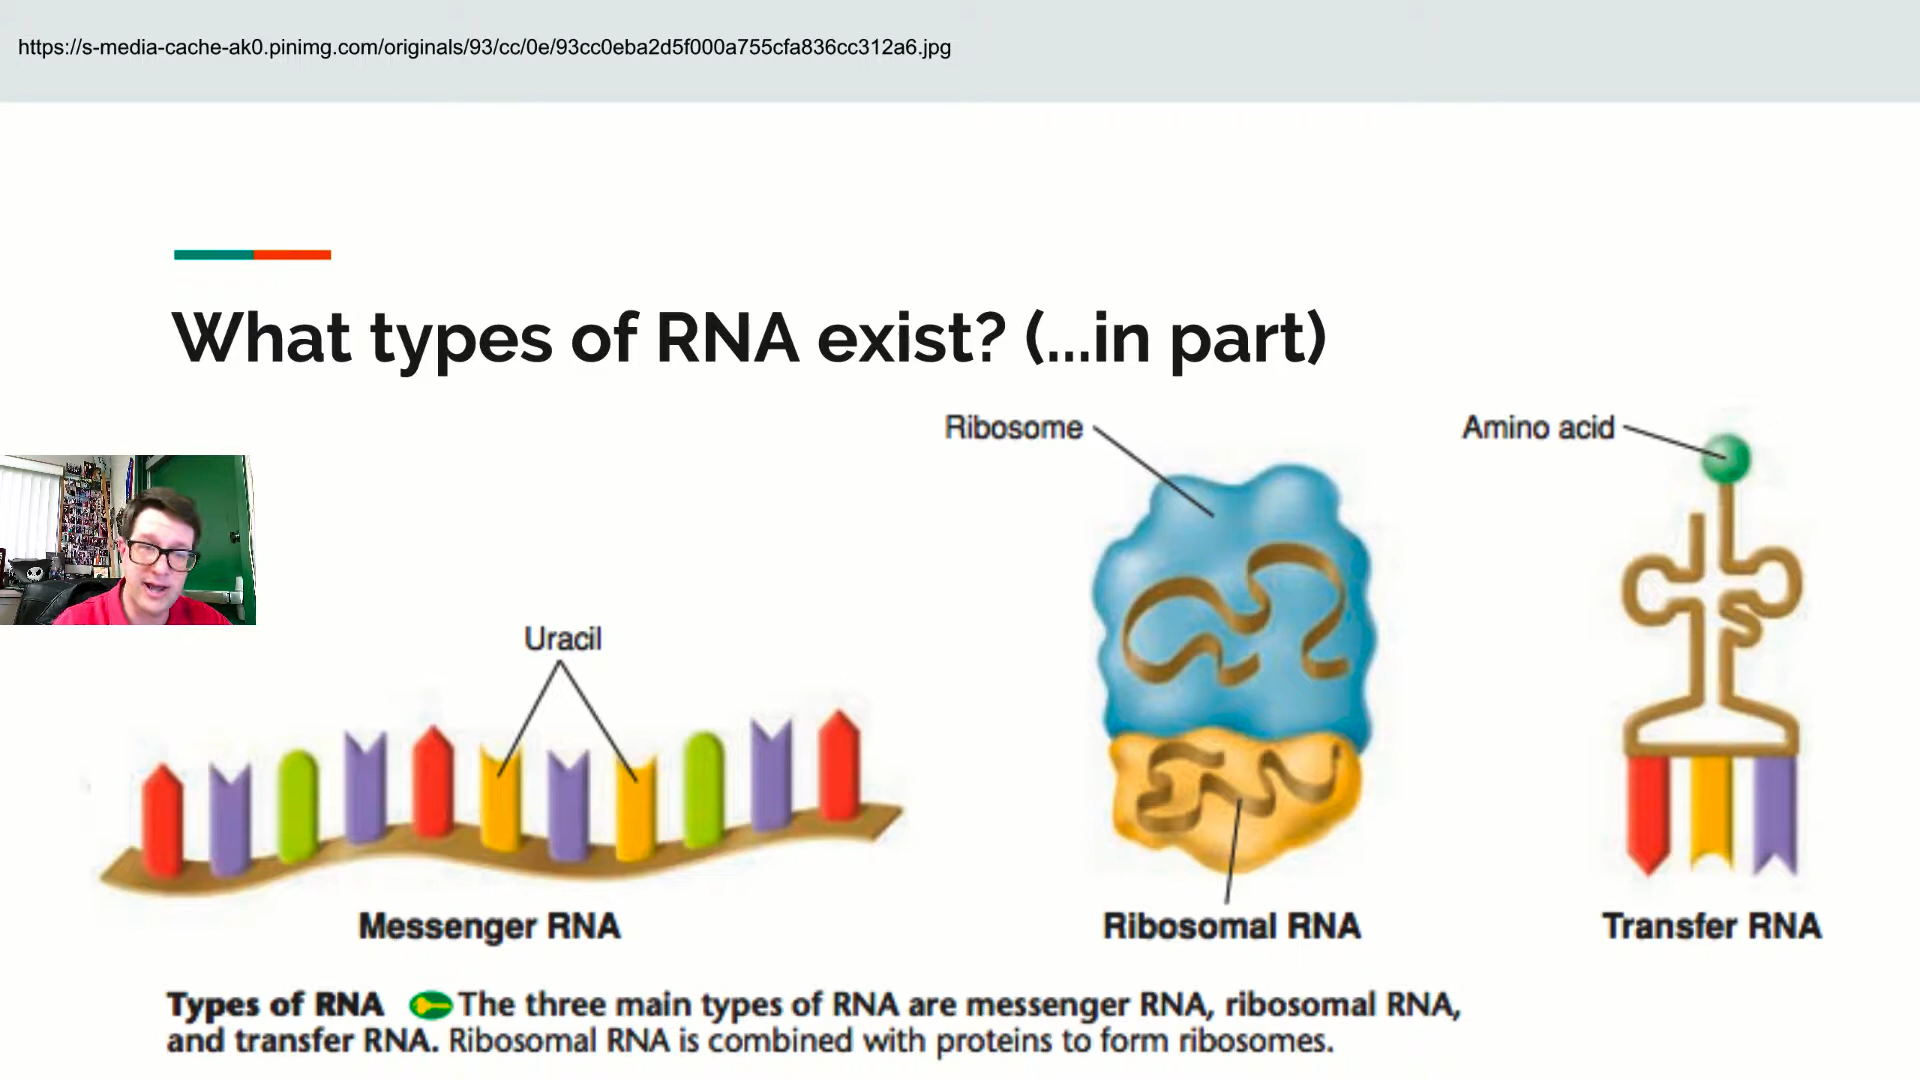 https://s-media-cache-ak0.pinimg.com/originals/93/cc/0e/93cc0eba2d5f000a755cfa836cc312a6.jpg
What types of RNA exist? (...in part)
Ribosome
Amino acid
Uracil
Messenger RNA
Ribosomal RNA
Transfer RNA
Types of RNA The three main types of RNA are messenger RNA, ribosomal RNA,
and transfer RNA. Ribosomal RNA is combined with proteins to form ribosomes.